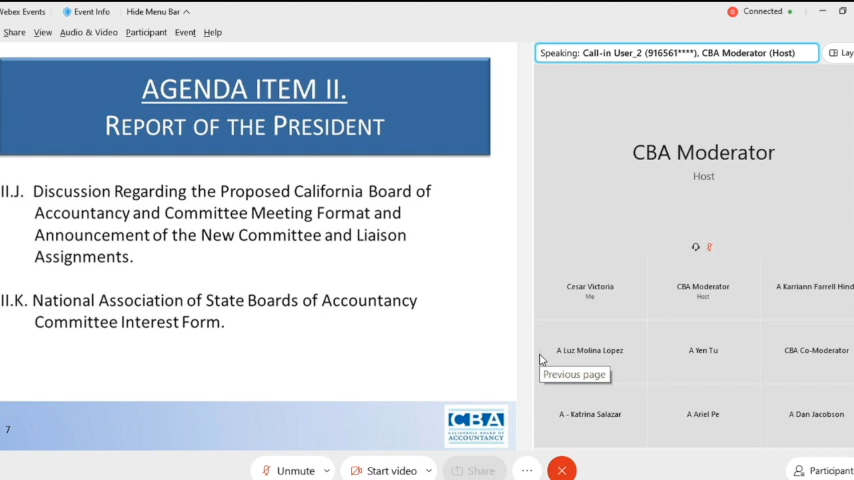 Webex Events
Event Info
Hide Menu Bar
Connected
Share View Audio & Video Participant Event Help
Speaking: Call-in User_2 (916561****), CBA Moderator (Host)
Lay
AGENDA ITEM II.
REPORT OF THE PRESIDENT
II.J. Discussion Regarding the Proposed California Board of
Accountancy and Committee Meeting Format and
Announcement of the New Committee and Liaison
Assignments.
II.K. National Association of State Boards of Accountancy
Committee Interest Form.
7
CBA
CALIFORNIA BOARD OF
ACCOUNTANCY
CBA Moderator
Host
Cesar Victoria
Me
CBA Moderator
Host
A Karriann Farrell Hind
A Luz Molina Lopez
A Yen Tu
CBA Co-Moderator
Previous page
A - Katrina Salazar
A Ariel Pe
A Dan Jacobson
Unmute
Start video
Share
Participant